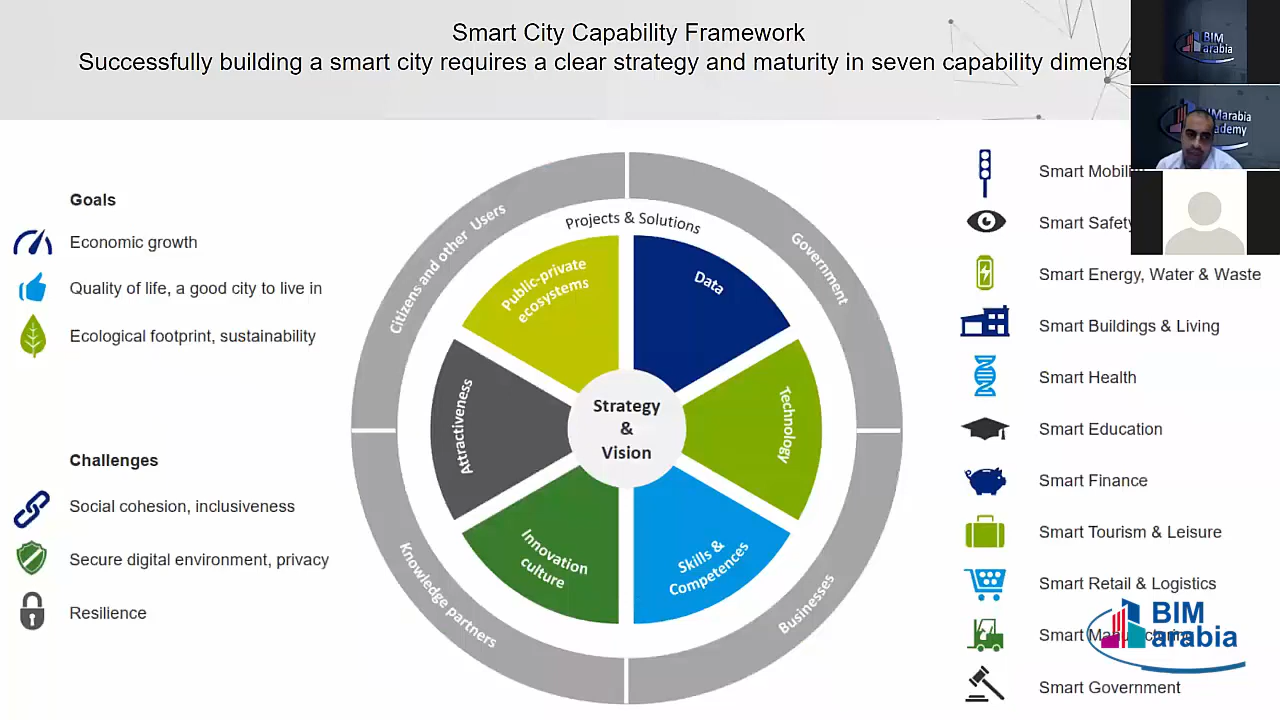 Smart City Capability Framework
Successfully building a smart city requires a clear strategy and maturity in seven capability
Goals
Economic growth
Quality of life, a good city to live in
Ecological footprint, sustainability
Challenges
Social cohesion, inclusiveness
Secure digital environment, privacy
Resilience
Citizens and other Users
Government
Businesses
Knowledge partners
Projects & Solutions
Public-private
ecosystems
Data
Technology
Skills &
Competences
Innovation
culture
Attractiveness
Strategy
&
Vision
Smart
Smart Safety
Smart Energy, Water & Waste
Smart Buildings & Living
Smart Health
Smart Education
Smart Finance
Smart Tourism & Leisure
Smart Retail & Logistics
Smart
Smart Government
BIM
arabia
BIM
arabia